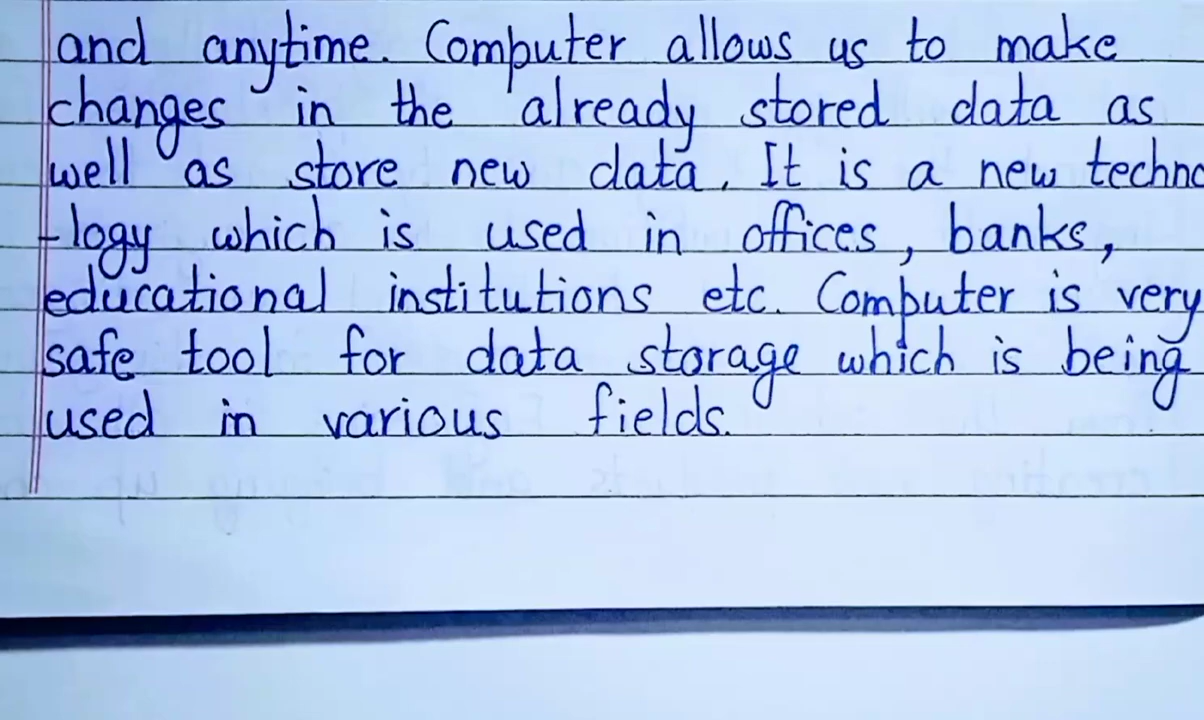 and anytime. Computer allows us to make
changes in the already stored data as
well as store new data. It is a new techno
-logy which is used in offices, banks,
educational institutions etc. Computer is very
safe tool for data storage which is being
used in various fields.